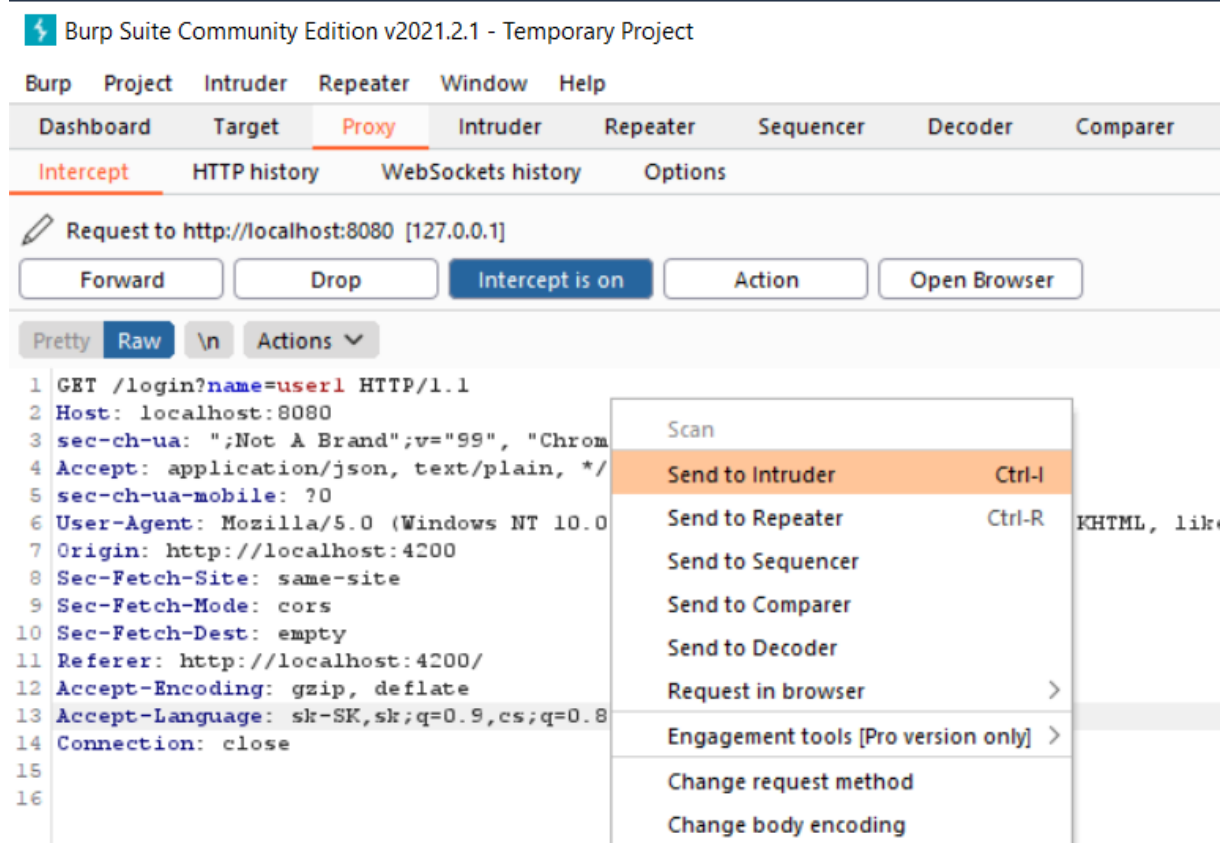 Burp Suite Community Edition v2021.2.1 - Temporary Project
Burp Project Intruder Repeater Window Help
Dashboard Target Proxy Intruder Repeater Sequencer Decoder Comparer
Intercept HTTP history WebSockets history Options
Request to http://localhost:8080 [127.0.0.1]
Forward Drop Intercept is on Action Open Browser
Pretty Raw \n Actions
1 GET /login?name=user1 HTTP/1.1
2 Host: localhost:8080
3 sec-ch-ua: ";Not A Brand";v="99", "Chrom
4 Accept: application/json, text/plain, */
5 sec-ch-ua-mobile: ?0
6 User-Agent: Mozilla/5.0 (Windows NT 10.0 KHTML, like
7 Origin: http://localhost:4200
8 Sec-Fetch-Site: same-site
9 Sec-Fetch-Mode: cors
10 Sec-Fetch-Dest: empty
11 Referer: http://localhost:4200/
12 Accept-Encoding: gzip, deflate
13 Accept-Language: sk-SK,sk;q=0.9,cs;q=0.8
14 Connection: close
15
16
Scan
Send to Intruder Ctrl-I
Send to Repeater Ctrl-R
Send to Sequencer
Send to Comparer
Send to Decoder
Request in browser
Engagement tools [Pro version only]
Change request method
Change body encoding